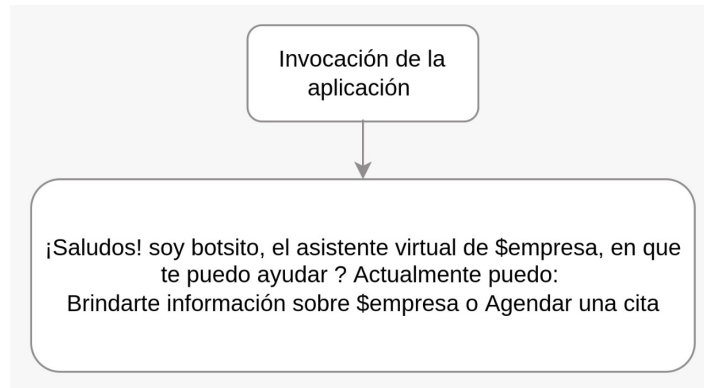 Invocación de la
aplicación
¡Saludos! soy botsito, el asistente virtual de $empresa, en que
te puedo ayudar ? Actualmente puedo:
Brindarte información sobre $empresa o Agendar una cita